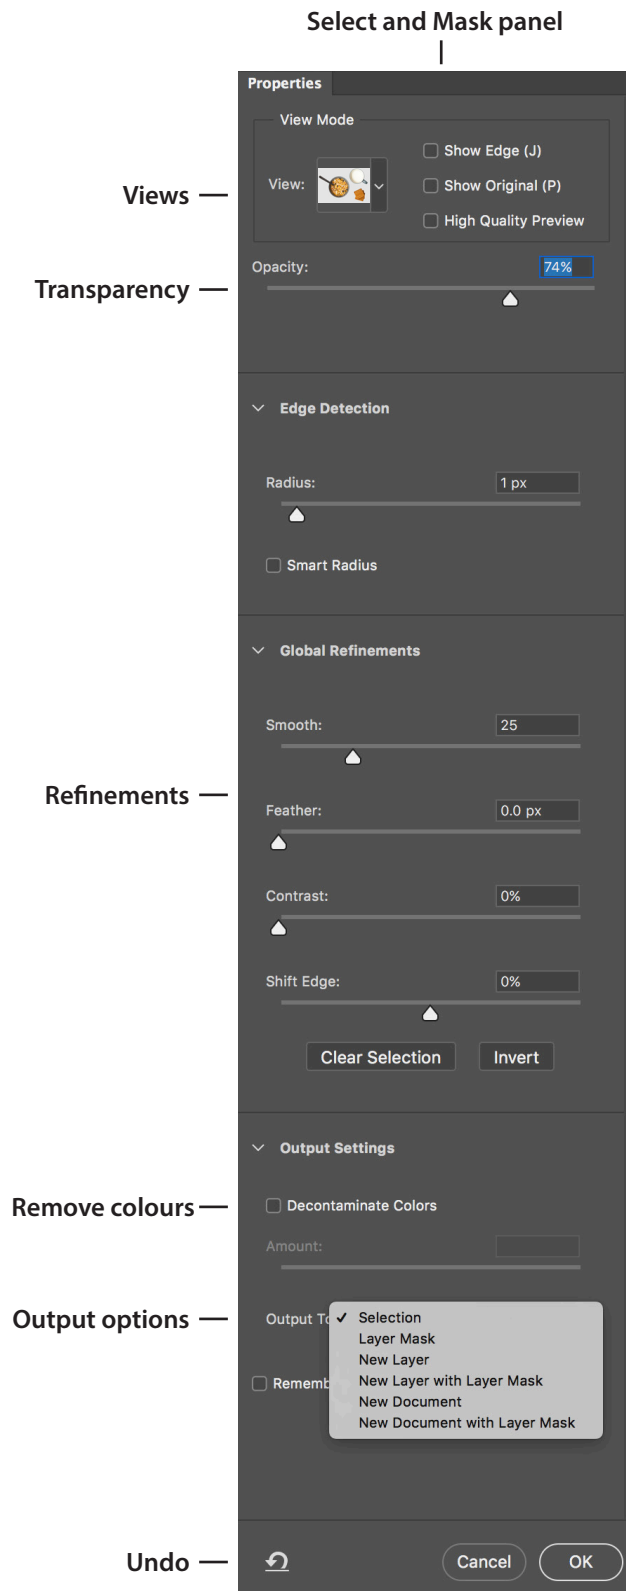 Select and Mask panel
Properties
View Mode
Show Edge (J)
Views
View:
Show Original (P)
High Quality Preview
Opacity:
74%
Transparency
Edge Detection
Radius:
1 px
Smart Radius
Global Refinements
Smooth:
25
Refinements
Feather:
0.0 px
Contrast:
0%
Shift Edge:
0%
Clear Selection
Invert
Output Settings
Remove colours
Decontaminate Colors
Amount:
Output options
Output To
Selection
Layer Mask
New Layer
Rememb
New Layer with Layer Mask
New Document
New Document with Layer Mask
Undo
Cancel
OK